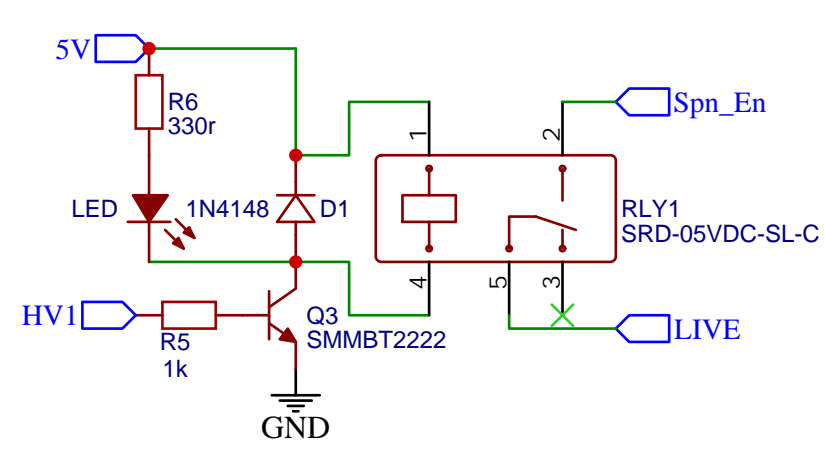 5V
R6
330r
1
2
Spn_En
LED
1N4148
D1
RLY1
SRD-05VDC-SL-C
4
5
3
HV1
R5
1k
Q3
SMMBT2222
LIVE
GND